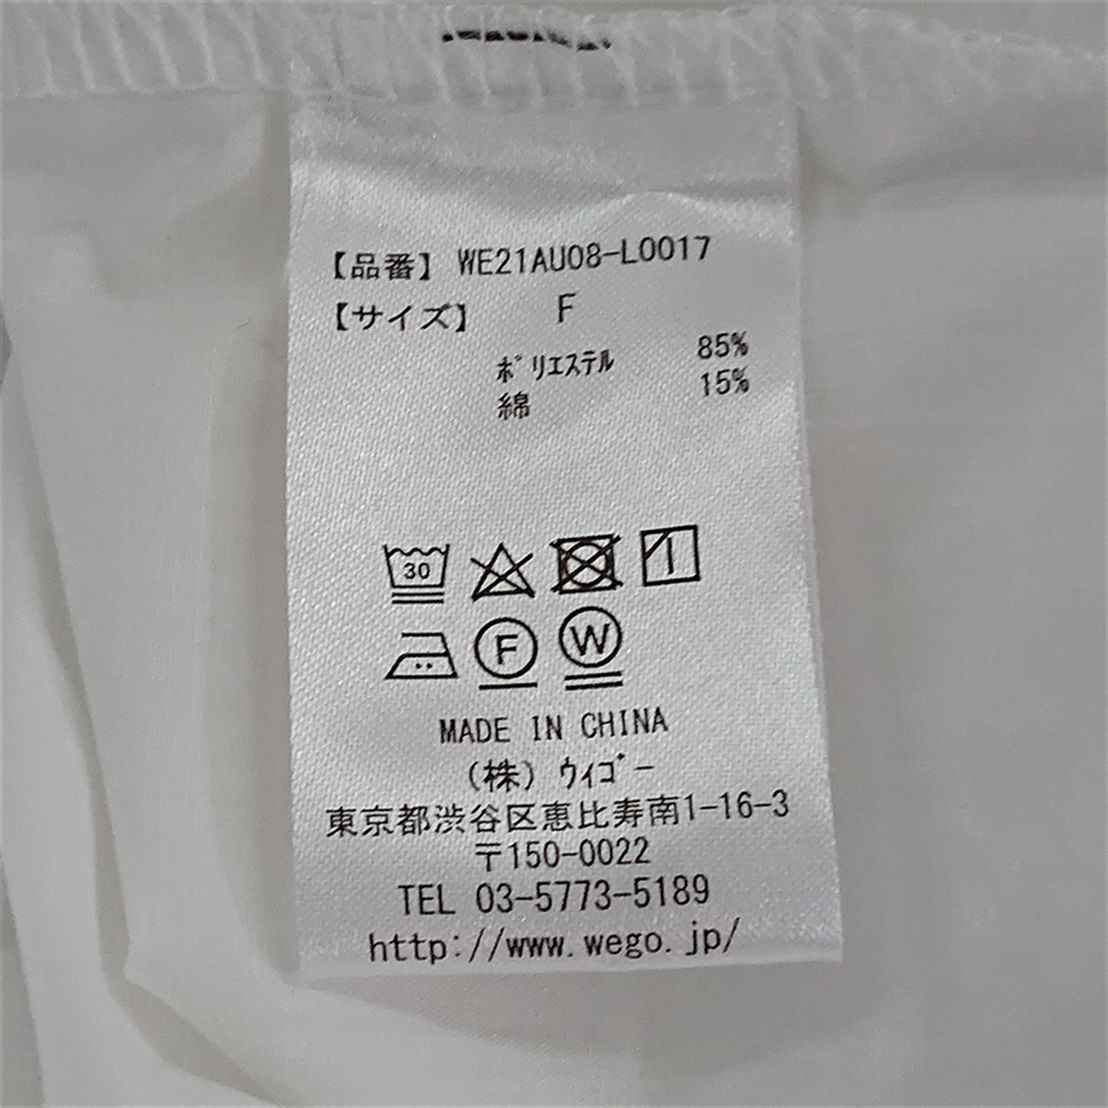 【品番】 WE21AU08-L0017
【サイズ】 F
ﾎﾟﾘｴｽﾃﾙ 85%
綿 15%
30
F W
MADE IN CHINA
(株) ｳｨｺﾞｰ
東京都渋谷区恵比寿南1-16-3
〒150-0022
TEL 03-5773-5189
http://www.wego.jp/